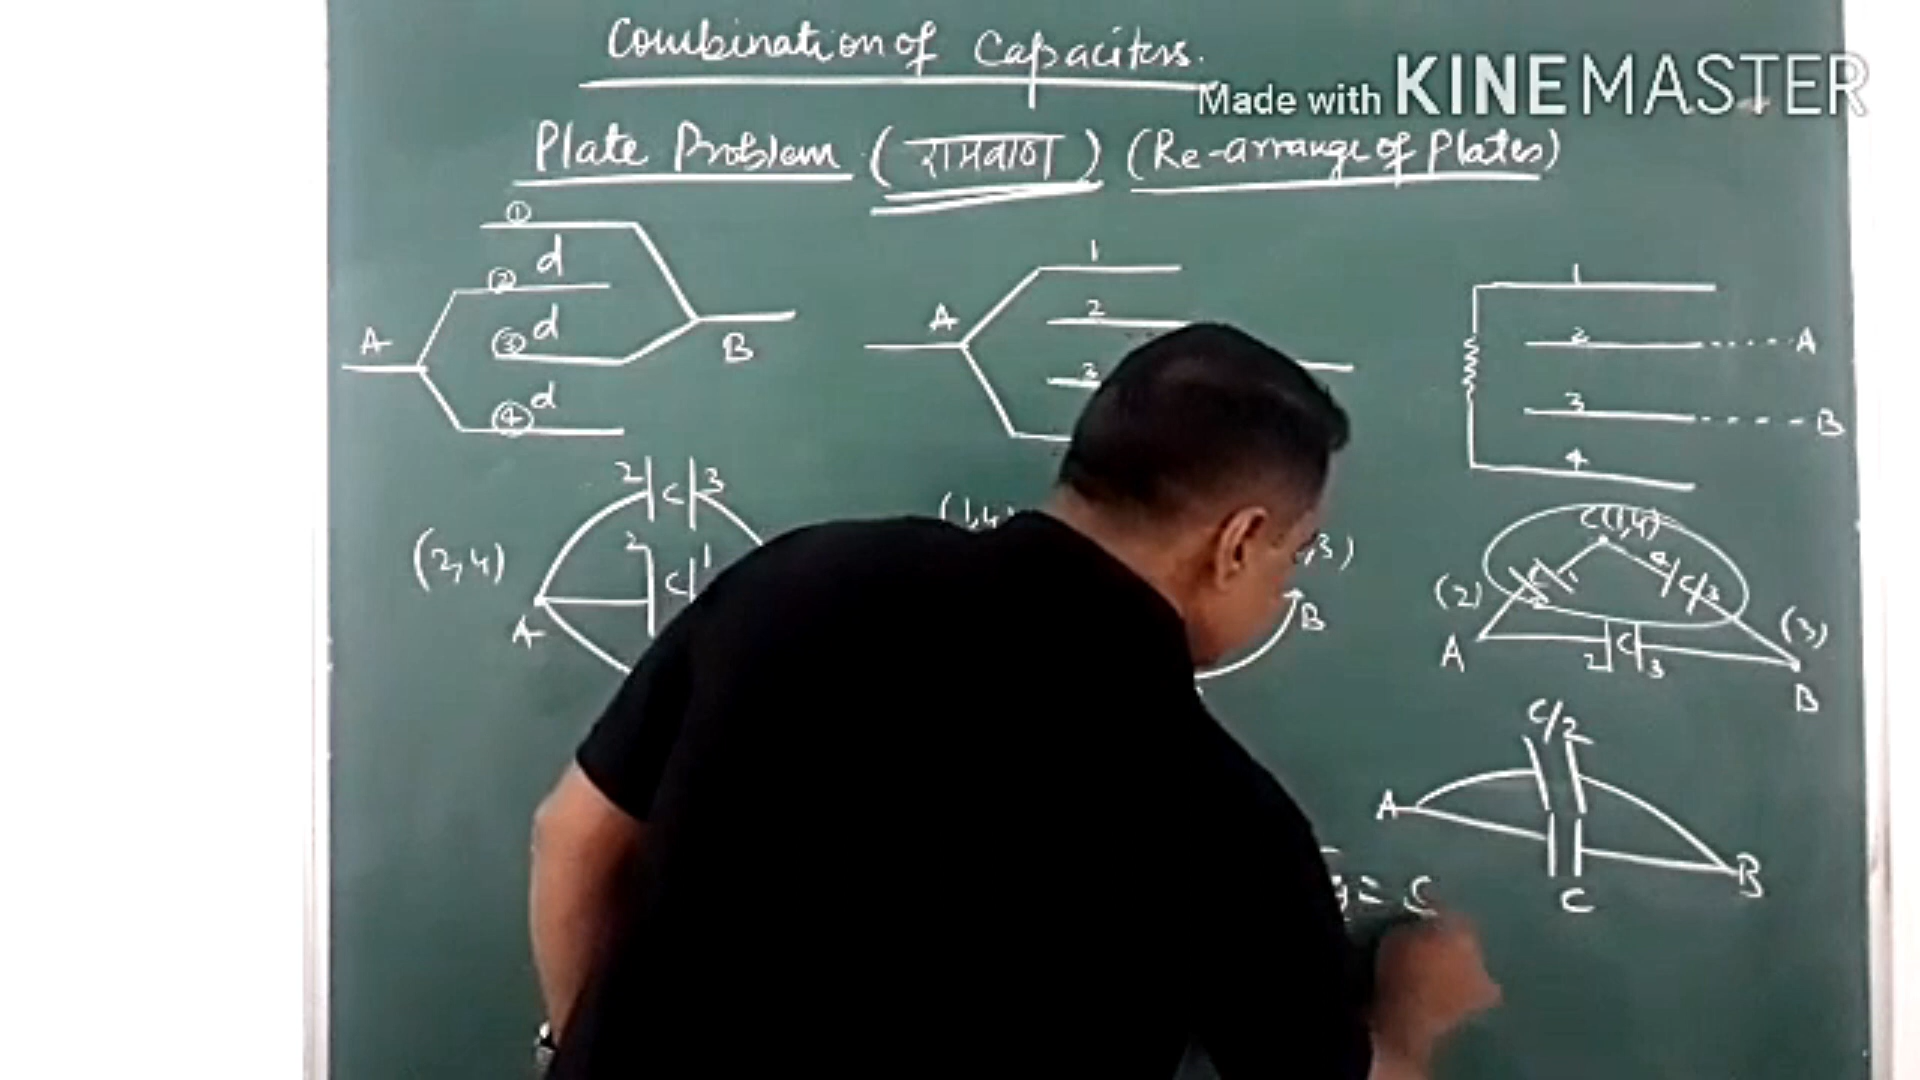 Combination of Capacitors.
Made with KINEMASTER
Plate Problem (रामबाण) (Re-arrange of Plates)
① d
② d
③ d
④
A B
1
2
3
A
1
2 A
3 B
4
2 C 3
2 C 1
(2,4)
A
(1,4
,3)
B
C(1,4)
(2) (3)
A 2 C 3 B
C/2
A B
C
= C